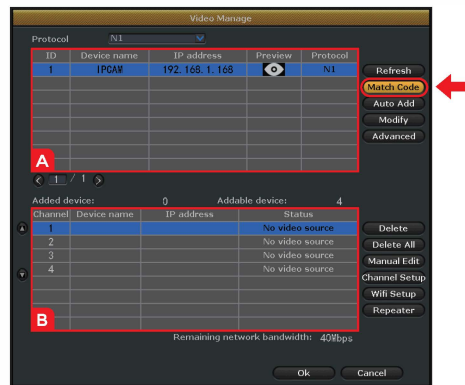 Video Manage
Protocol N1
ID Device name IP address Preview Protocol
1 IPCAM 192.168.1.168 N1
Refresh
Match Code
Auto Add
Modify
Advanced
A
1 / 1
Added device: 0 Addable device: 4
Channel Device name IP address Status
1 No video source
2 No video source
3 No video source
4 No video source
Delete
Delete All
Manual Edit
Channel Setup
Wifi Setup
Repeater
B
Remaining network bandwidth: 40Mbps
Ok Cancel